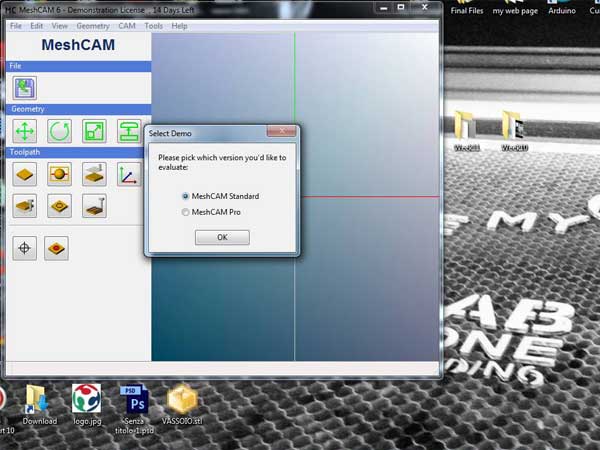 MeshCAM 6 - Demonstration License , 14 Days Left
File Edit View Geometry CAM Tools Help
MeshCAM
File
Geometry
Toolpath
Select Demo
Please pick which version you'd like to
evaluate:
MeshCAM Standard
MeshCAM Pro
OK
Final Files
my web page
Arduino
Cu
Week11
Week10
E MY
AB
ONE
DING
Download
logo.jpg
PSD
Ps
Senza
titolo-1.psd
VASSOIO.stl
rt 10